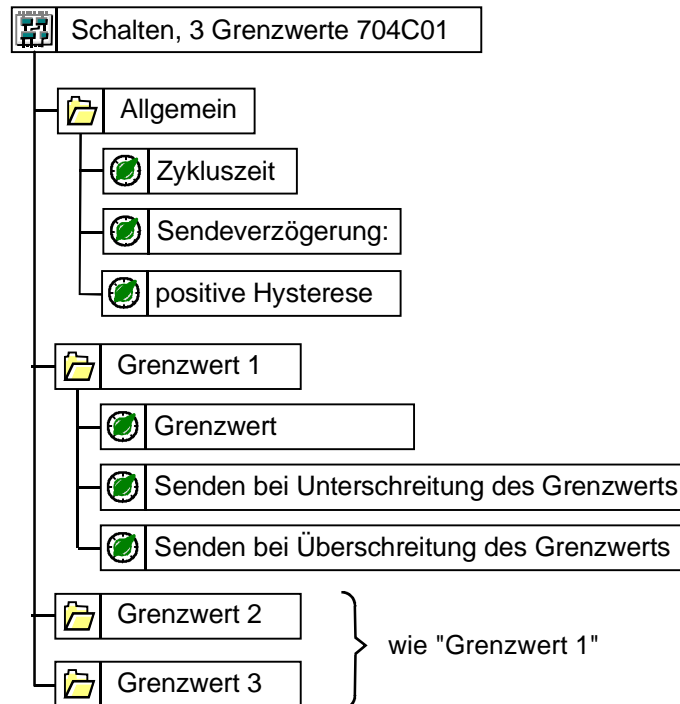 Schalten, 3 Grenzwerte 704C01
Allgemein
Zykluszeit
Sendeverzögerung:
positive Hysterese
Grenzwert 1
Grenzwert
Senden bei Unterschreitung des Grenzwerts
Senden bei Überschreitung des Grenzwerts
Grenzwert 2
wie "Grenzwert 1"
Grenzwert 3